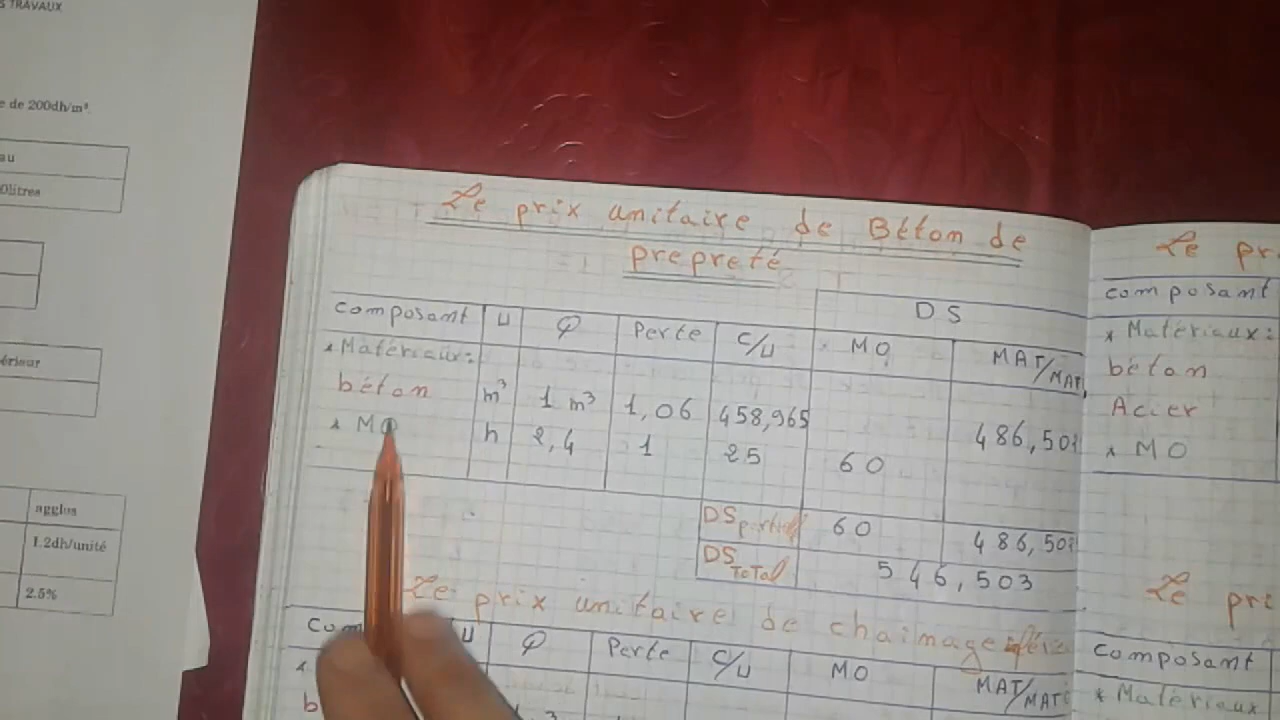 S TRAVAUX
e de 200dh/m³.
au
0litres
érieur
agglos
1.2dh/unité
2.5%
Le prix unitaire de Béton de
prepreté
DS
composant U Q Perte C/U MO MAT/MAT
* Matériaux:
béton m³ 1 m³ 1,06 458,965 486,503
* MO h 2,4 1 25 60
DS partiel 60 486,503
DS TOTAL 546,503
Le prix unitaire de chaimage
Com U Q Perte C/U MO MAT/MAT
b
Le pr
composant
* Matériaux:
béton
Acier
* MO
Le pri
composant
* Matériaux